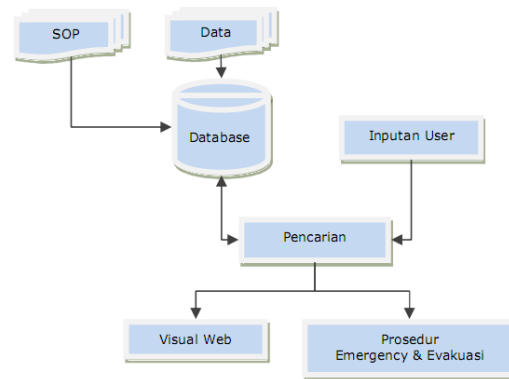 SOP
Data
Database
Inputan User
Pencarian
Visual Web
Prosedur
Emergency & Evakuasi